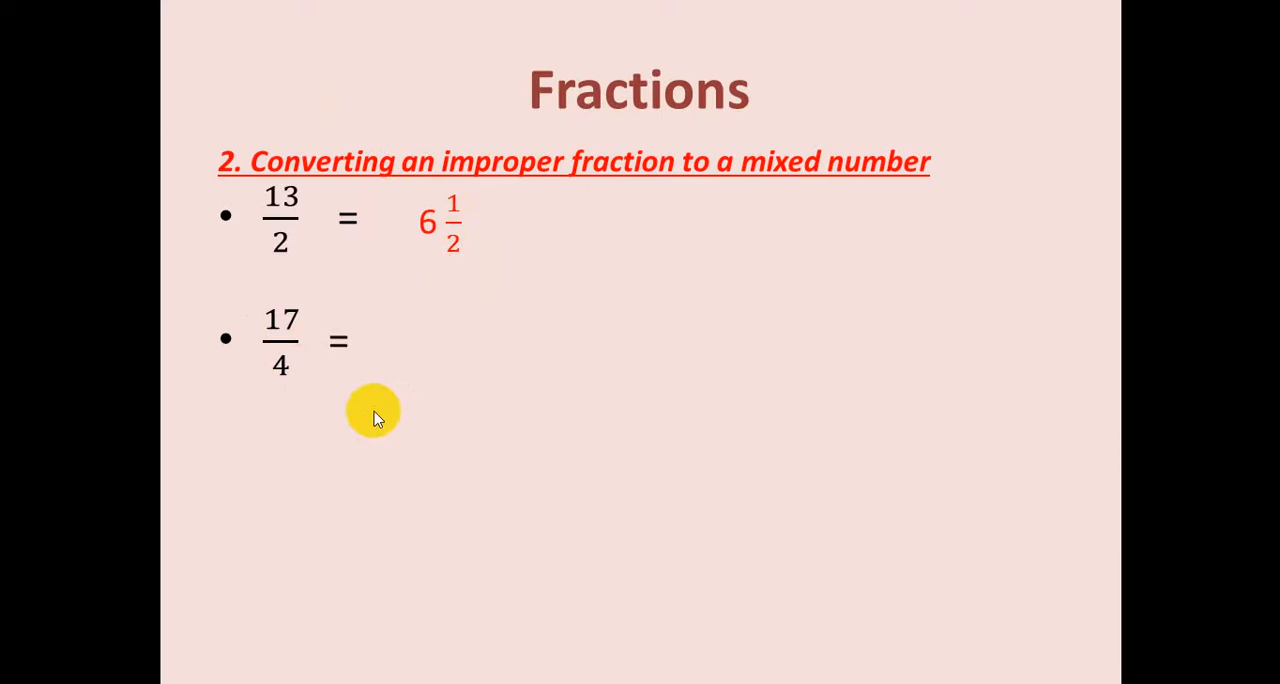 Fractions
2. Converting an improper fraction to a mixed number
• 13/2 = 6 1/2
• 17/4 =